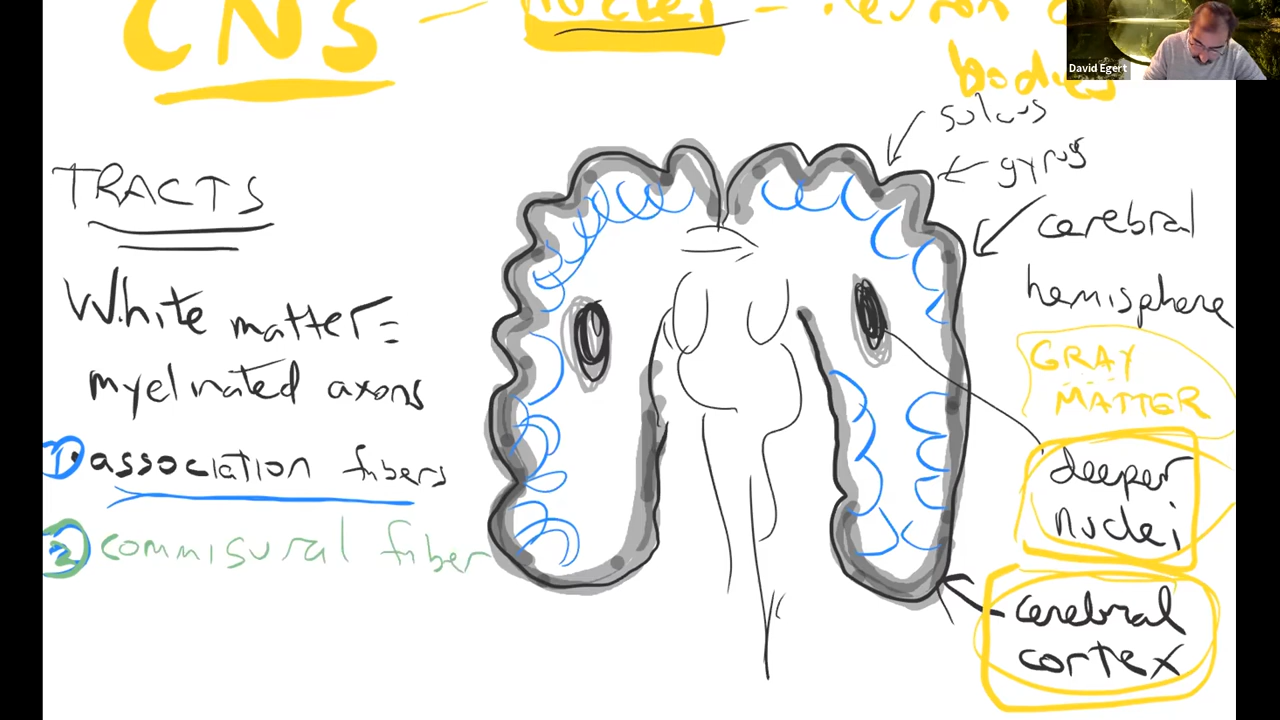 CNS - nuclei -
bodies
David Egert
sulcus
gyrus
TRACTS
cerebral
hemisphere
White matter =
myelinated axons
GRAY
MATTER
1 association fibers
deeper
nuclei
2 commisural fiber
cerebral
cortex